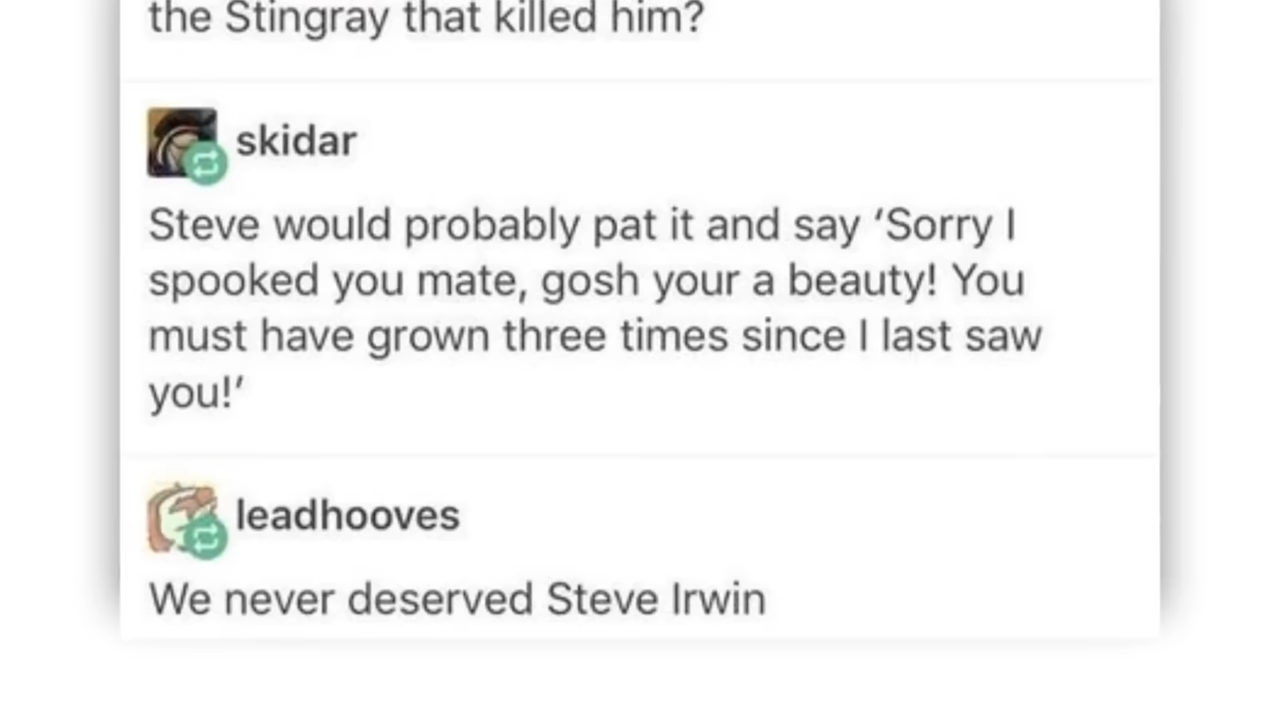 the Stingray that killed him?
skidar
Steve would probably pat it and say ‘Sorry I
spooked you mate, gosh your a beauty! You
must have grown three times since I last saw
you!’
leadhooves
We never deserved Steve Irwin